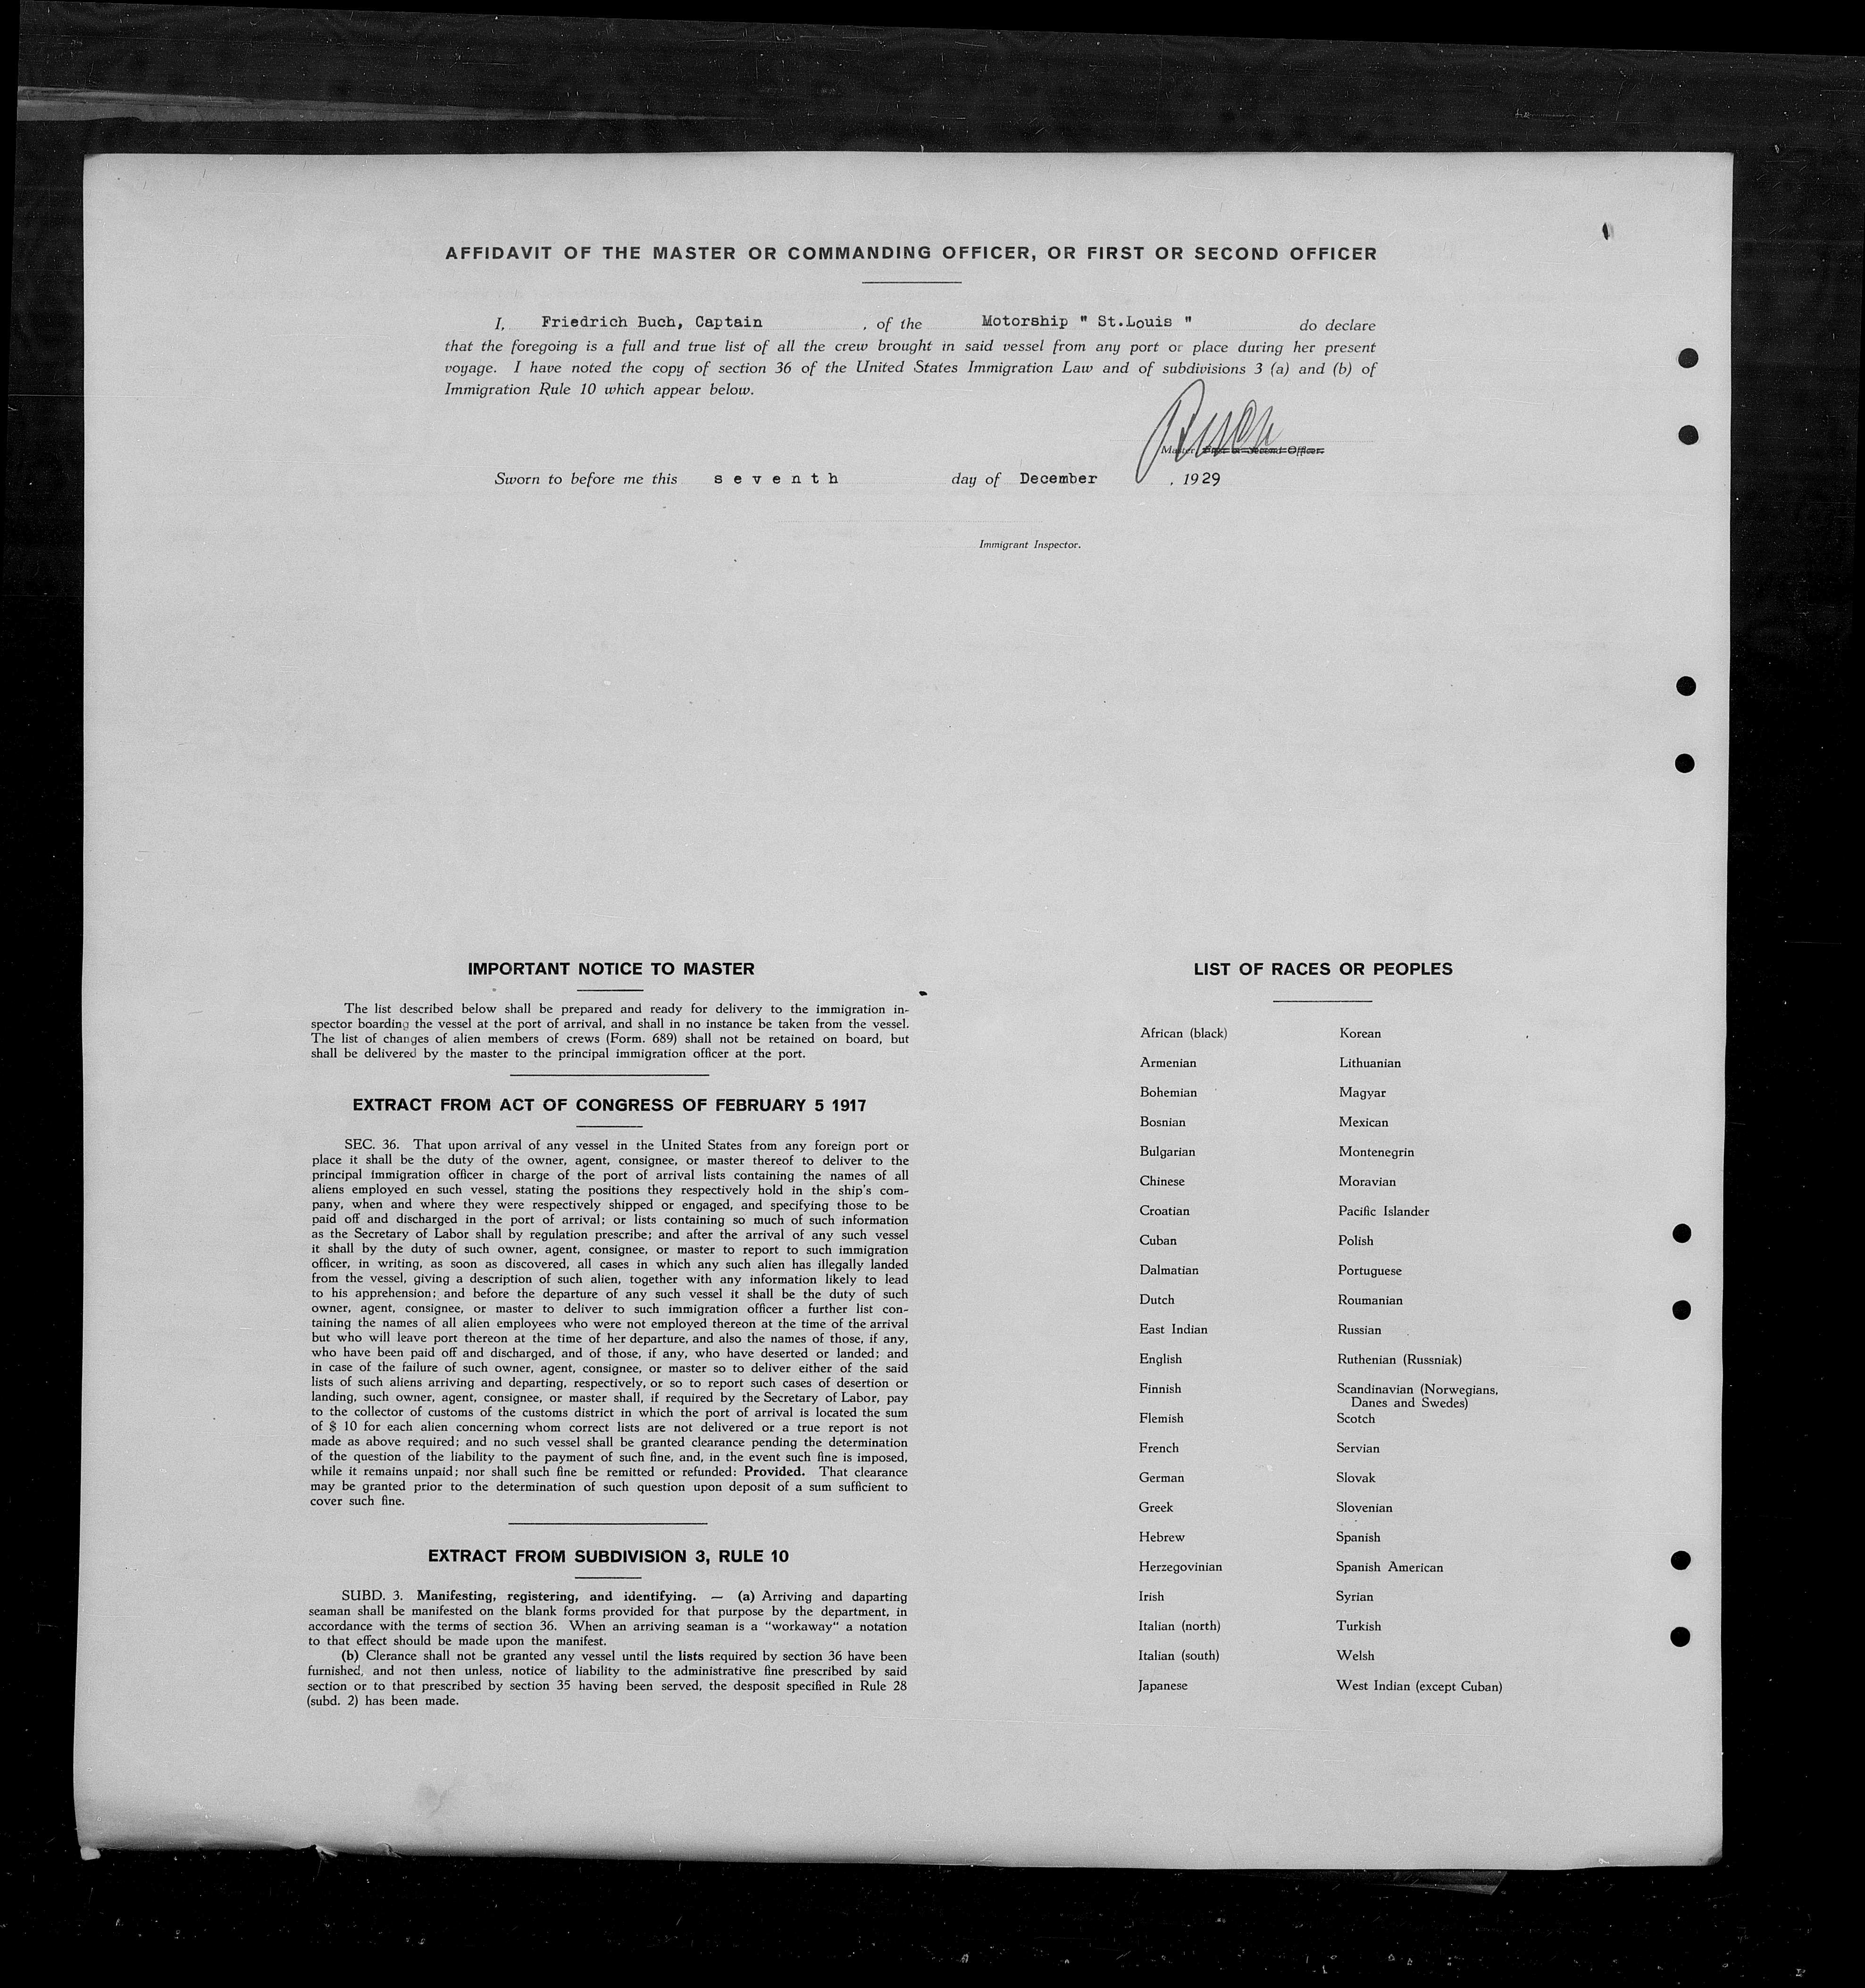 AFFIDAVIT OF THE MASTER OR COMMANDING OFFICER, OR FIRST OR SECOND OFFICER
I, Friedrich Buch, Captain , of the Motorship " St.Louis " do declare
that the foregoing is a full and true list of all the crew brought in said vessel from any port or place during her present
voyage. I have noted the copy of section 36 of the United States Immigration Law and of subdivisions 3 (a) and (b) of
Immigration Rule 10 which appear below.
Buch
Master, First or Second Officer.
Sworn to before me this seventh day of December , 1929
Immigrant Inspector.
IMPORTANT NOTICE TO MASTER
The list described below shall be prepared and ready for delivery to the immigration in-
spector boarding the vessel at the port of arrival, and shall in no instance be taken from the vessel.
The list of changes of alien members of crews (Form. 689) shall not be retained on board, but
shall be delivered by the master to the principal immigration officer at the port.
EXTRACT FROM ACT OF CONGRESS OF FEBRUARY 5 1917
SEC. 36. That upon arrival of any vessel in the United States from any foreign port or
place it shall be the duty of the owner, agent, consignee, or master thereof to deliver to the
principal immigration officer in charge of the port of arrival lists containing the names of all
aliens employed en such vessel, stating the positions they respectively hold in the ship's com-
pany, when and where they were respectively shipped or engaged, and specifying those to be
paid off and discharged in the port of arrival; or lists containing so much of such information
as the Secretary of Labor shall by regulation prescribe; and after the arrival of any such vessel
it shall by the duty of such owner, agent, consignee, or master to report to such immigration
officer, in writing, as soon as discovered, all cases in which any such alien has illegally landed
from the vessel, giving a description of such alien, together with any information likely to lead
to his apprehension; and before the departure of any such vessel it shall be the duty of such
owner, agent, consignee, or master to deliver to such immigration officer a further list con-
taining the names of all alien employees who were not employed thereon at the time of the arrival
but who will leave port thereon at the time of her departure, and also the names of those, if any,
who have been paid off and discharged, and of those, if any, who have deserted or landed; and
in case of the failure of such owner, agent, consignee, or master so to deliver either of the said
lists of such aliens arriving and departing, respectively, or so to report such cases of desertion or
landing, such owner, agent, consignee, or master shall, if required by the Secretary of Labor, pay
to the collector of customs of the customs district in which the port of arrival is located the sum
of $ 10 for each alien concerning whom correct lists are not delivered or a true report is not
made as above required; and no such vessel shall be granted clearance pending the determination
of the question of the liability to the payment of such fine, and, in the event such fine is imposed,
while it remains unpaid; nor shall such fine be remitted or refunded: Provided. That clearance
may be granted prior to the determination of such question upon deposit of a sum sufficient to
cover such fine.
EXTRACT FROM SUBDIVISION 3, RULE 10
SUBD. 3. Manifesting, registering, and identifying. — (a) Arriving and daparting
seaman shall be manifested on the blank forms provided for that purpose by the department, in
accordance with the terms of section 36. When an arriving seaman is a "workaway" a notation
to that effect should be made upon the manifest.
(b) Clerance shall not be granted any vessel until the lists required by section 36 have been
furnished, and not then unless, notice of liability to the administrative fine prescribed by said
section or to that prescribed by section 35 having been served, the desposit specified in Rule 28
(subd. 2) has been made.
LIST OF RACES OR PEOPLES
African (black) Korean
Armenian Lithuanian
Bohemian Magyar
Bosnian Mexican
Bulgarian Montenegrin
Chinese Moravian
Croatian Pacific Islander
Cuban Polish
Dalmatian Portuguese
Dutch Roumanian
East Indian Russian
English Ruthenian (Russniak)
Finnish Scandinavian (Norwegians,
Danes and Swedes)
Flemish Scotch
French Servian
German Slovak
Greek Slovenian
Hebrew Spanish
Herzegovinian Spanish American
Irish Syrian
Italian (north) Turkish
Italian (south) Welsh
Japanese West Indian (except Cuban)